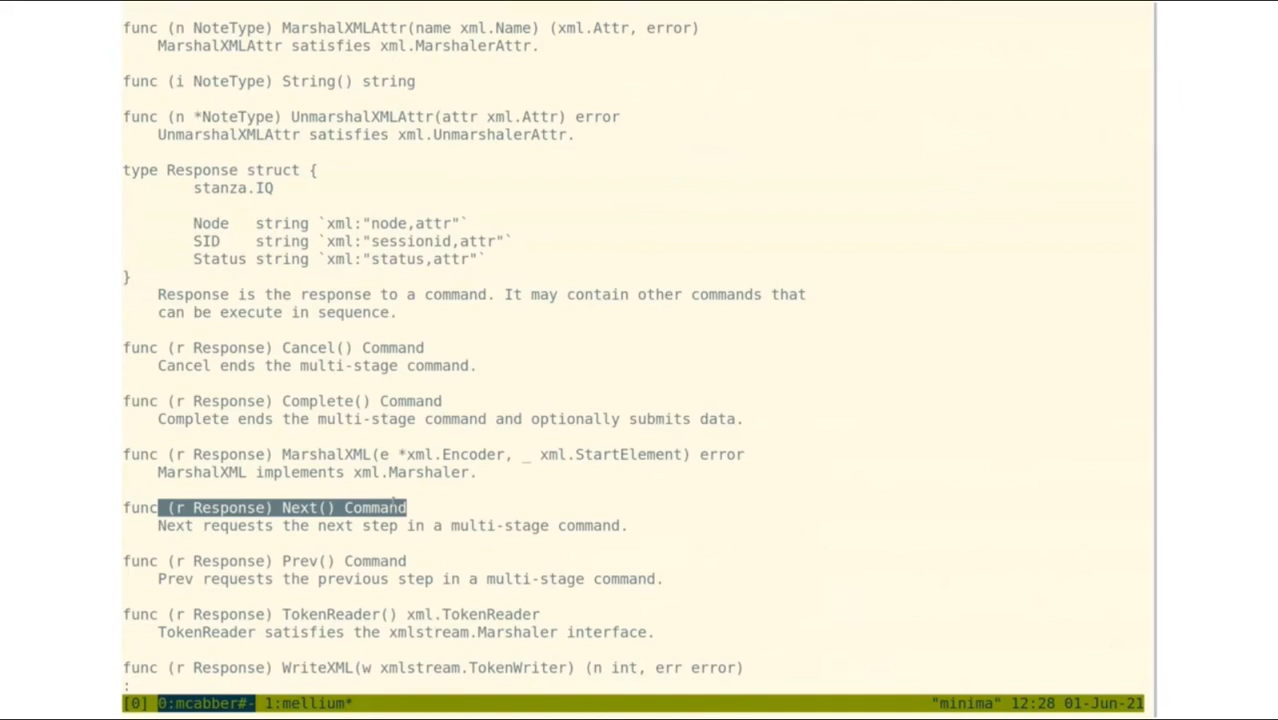 func (n NoteType) MarshalXMLAttr(name xml.Name) (xml.Attr, error)
MarshalXMLAttr satisfies xml.MarshalerAttr.
func (i NoteType) String() string
func (n *NoteType) UnmarshalXMLAttr(attr xml.Attr) error
UnmarshalXMLAttr satisfies xml.UnmarshalerAttr.
type Response struct {
stanza.IQ
Node   string `xml:"node,attr"`
SID    string `xml:"sessionid,attr"`
Status string `xml:"status,attr"`
}
Response is the response to a command. It may contain other commands that
can be execute in sequence.
func (r Response) Cancel() Command
Cancel ends the multi-stage command.
func (r Response) Complete() Command
Complete ends the multi-stage command and optionally submits data.
func (r Response) MarshalXML(e *xml.Encoder, _ xml.StartElement) error
MarshalXML implements xml.Marshaler.
func (r Response) Next() Command
Next requests the next step in a multi-stage command.
func (r Response) Prev() Command
Prev requests the previous step in a multi-stage command.
func (r Response) TokenReader() xml.TokenReader
TokenReader satisfies the xmlstream.Marshaler interface.
func (r Response) WriteXML(w xmlstream.TokenWriter) (n int, err error)
:
[0] 0:mcabber#- 1:mellium* "minima" 12:28 01-Jun-21